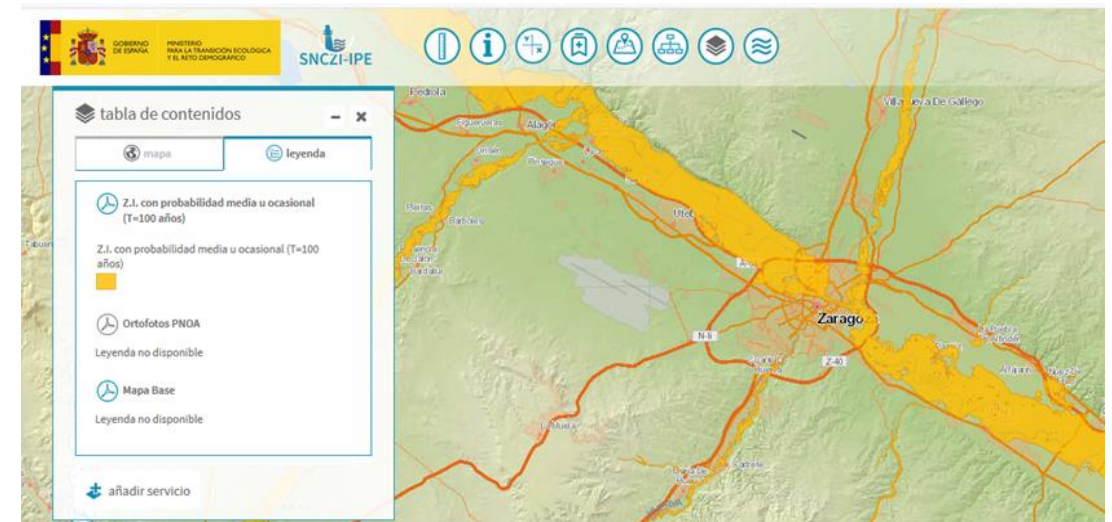 GOBIERNO
DE ESPAÑA
MINISTERIO
PARA LA TRANSICIÓN ECOLÓGICA
Y EL RETO DEMOGRÁFICO
SNCZI-IPE
tabla de contenidos
mapa
leyenda
Z.I. con probabilidad media u ocasional
(T=100 años)
Z.I. con probabilidad media u ocasional (T=100
años)
Ortofotos PNOA
Leyenda no disponible
Mapa Base
Leyenda no disponible
añadir servicio
Pedrola
Alagón
De Gállego
Utebo
Zaragoza
N-II
Z-40
La Muela
Cadrete